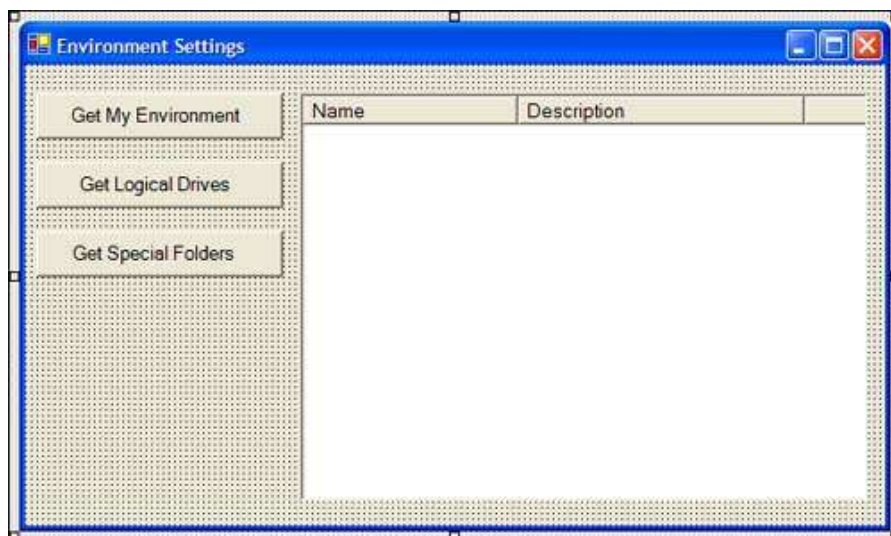 Environment Settings
Get My Environment
Name Description
Get Logical Drives
Get Special Folders